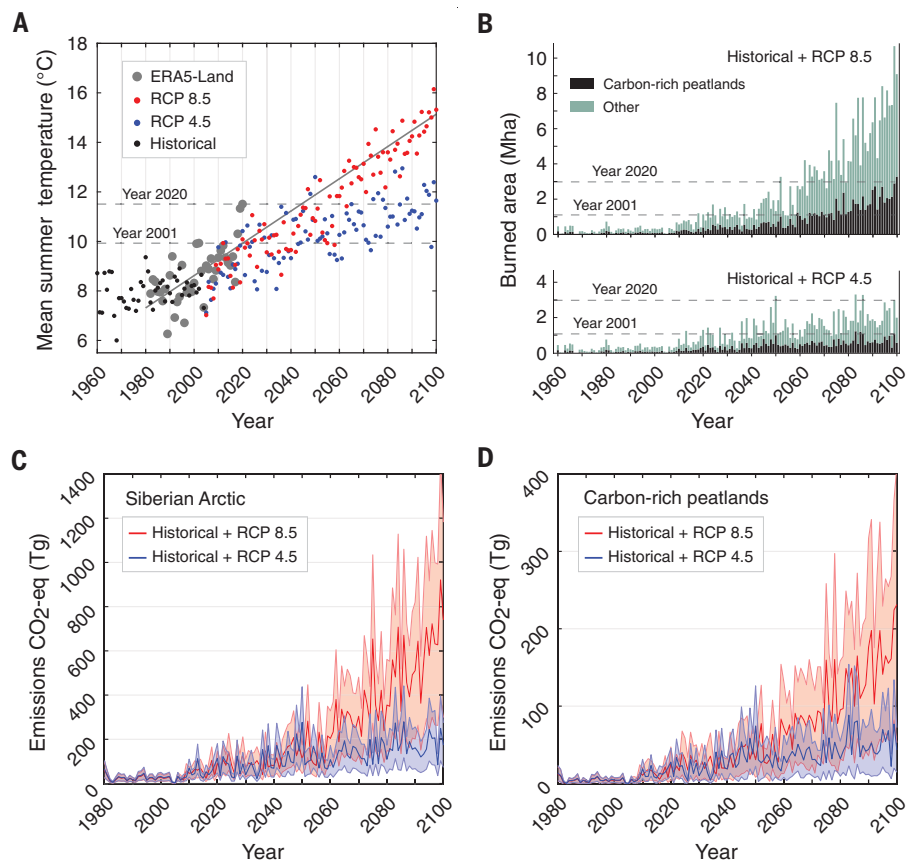 A
Mean summer temperature (°C)
18
16
14
12
10
8
6
ERA5-Land
RCP 8.5
RCP 4.5
Historical
Year 2020
Year 2001
1960
1980
2000
2020
2040
2060
2080
2100
Year
B
Burned area (Mha)
Historical + RCP 8.5
Carbon-rich peatlands
Other
10
8
6
4
2
0
Year 2020
Year 2001
Historical + RCP 4.5
4
2
0
Year 2020
Year 2001
1960
1980
2000
2020
2040
2060
2080
2100
Year
C
Emissions CO2-eq (Tg)
1400
1200
1000
800
600
400
200
0
Siberian Arctic
Historical + RCP 8.5
Historical + RCP 4.5
1980
2000
2020
2040
2060
2080
2100
Year
D
Emissions CO2-eq (Tg)
400
300
200
100
0
Carbon-rich peatlands
Historical + RCP 8.5
Historical + RCP 4.5
1980
2000
2020
2040
2060
2080
2100
Year